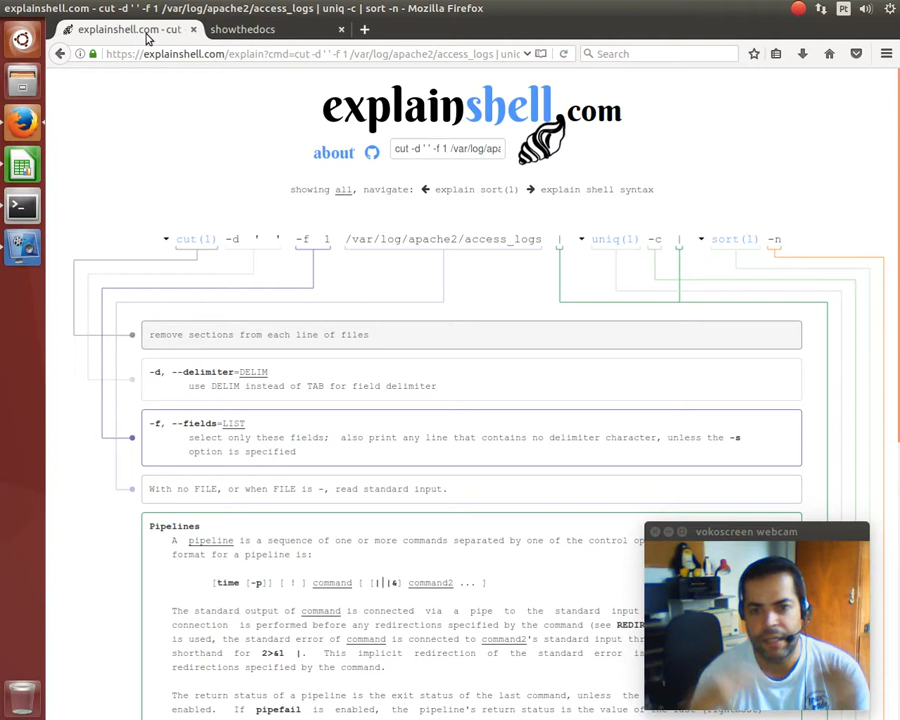 explainshell.com - cut -d ' ' -f 1 /var/log/apache2/access_logs | uniq -c | sort -n - Mozilla Firefox
Pt
explainshell.com - cut
showthedocs
https://explainshell.com/explain?cmd=cut -d ' ' -f 1 /var/log/apache2/access_logs | unic
Search
explainshell.com
about
cut -d ' ' -f 1 /var/log/apa
showing all, navigate: explain sort(1) explain shell syntax
cut(1) -d ' ' -f 1 /var/log/apache2/access_logs | uniq(1) -c | sort(1) -n
remove sections from each line of files
-d, --delimiter=DELIM
use DELIM instead of TAB for field delimiter
-f, --fields=LIST
select only these fields; also print any line that contains no delimiter character, unless the -s
option is specified
With no FILE, or when FILE is -, read standard input.
Pipelines
A pipeline is a sequence of one or more commands separated by one of the control op
format for a pipeline is:
[time [-p]] [ ! ] command [ [||&] command2 ... ]
The standard output of command is connected via a pipe to the standard input
connection is performed before any redirections specified by the command (see REDIR
is used, the standard error of command is connected to command2's standard input thr
shorthand for 2>&1 |. This implicit redirection of the standard error is
redirections specified by the command.
The return status of a pipeline is the exit status of the last command, unless the
enabled. If pipefail is enabled, the pipeline's return status is the value of the last (rightmost)
vokoscreen webcam